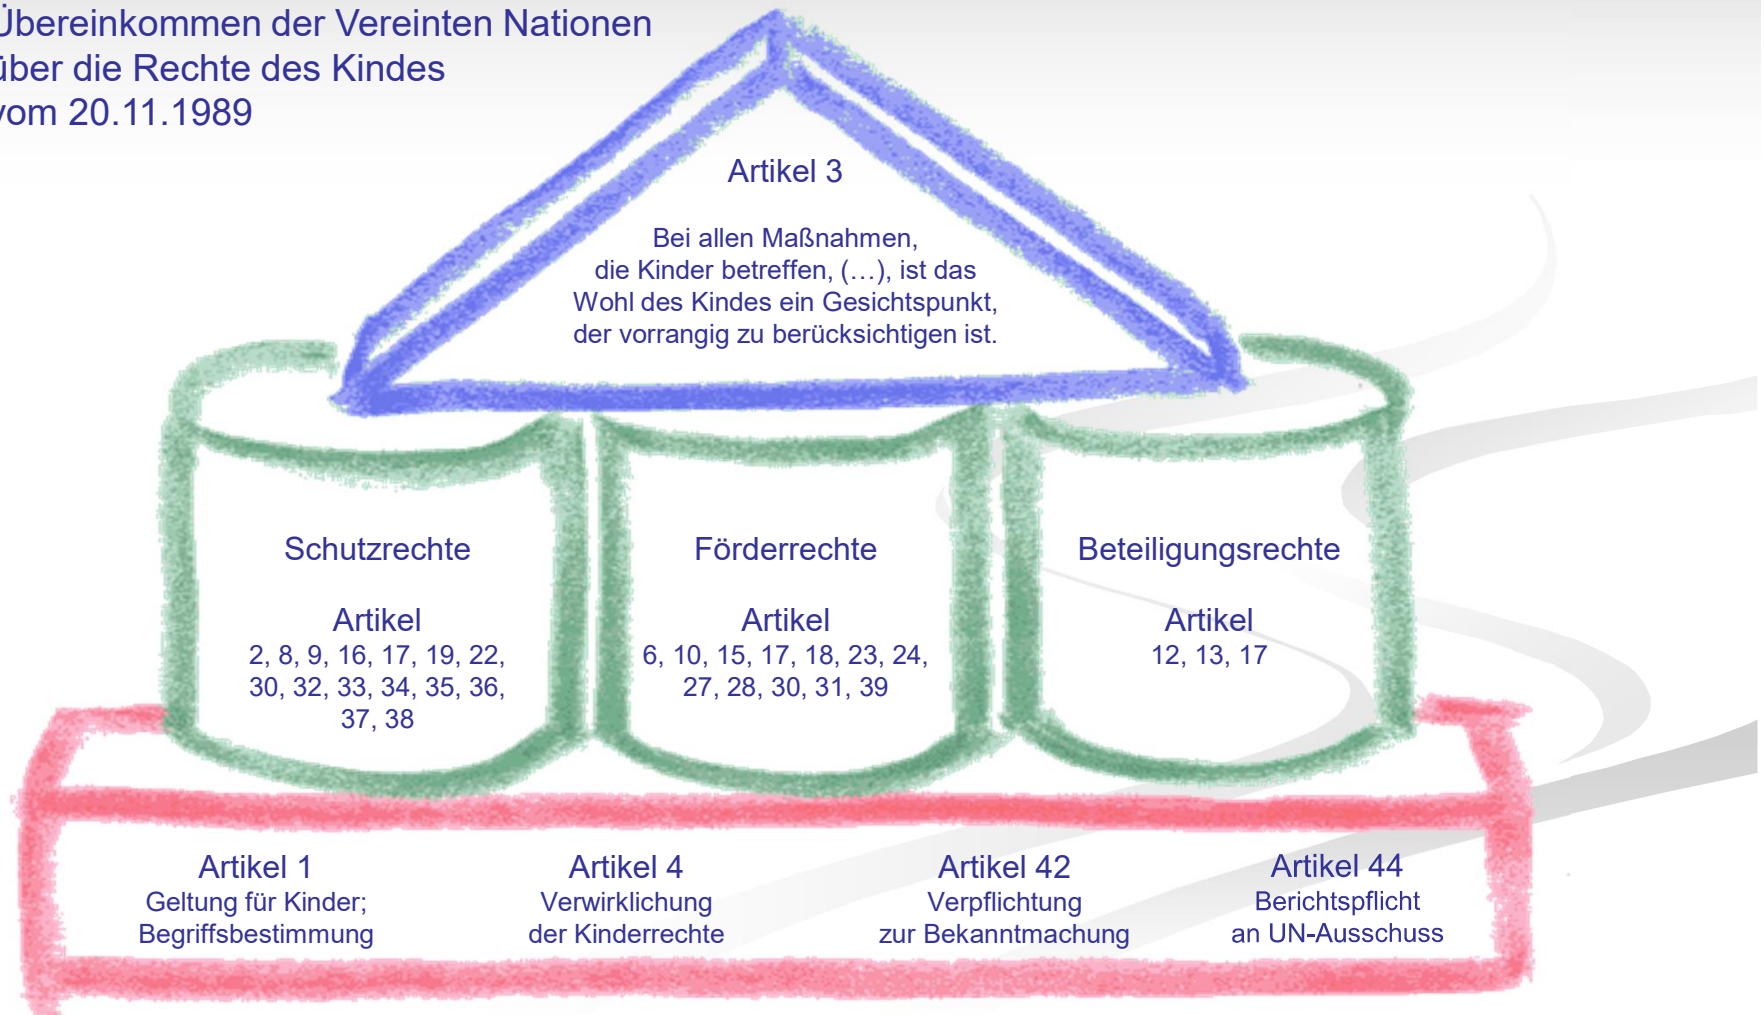 Übereinkommen der Vereinten Nationen
über die Rechte des Kindes
vom 20.11.1989
Artikel 3
Bei allen Maßnahmen,
die Kinder betreffen, (…), ist das
Wohl des Kindes ein Gesichtspunkt,
der vorrangig zu berücksichtigen ist.
Schutzrechte
Artikel
2, 8, 9, 16, 17, 19, 22,
30, 32, 33, 34, 35, 36,
37, 38
Förderrechte
Artikel
6, 10, 15, 17, 18, 23, 24,
27, 28, 30, 31, 39
Beteiligungsrechte
Artikel
12, 13, 17
Artikel 1
Geltung für Kinder;
Begriffsbestimmung
Artikel 4
Verwirklichung
der Kinderrechte
Artikel 42
Verpflichtung
zur Bekanntmachung
Artikel 44
Berichtspflicht
an UN-Ausschuss